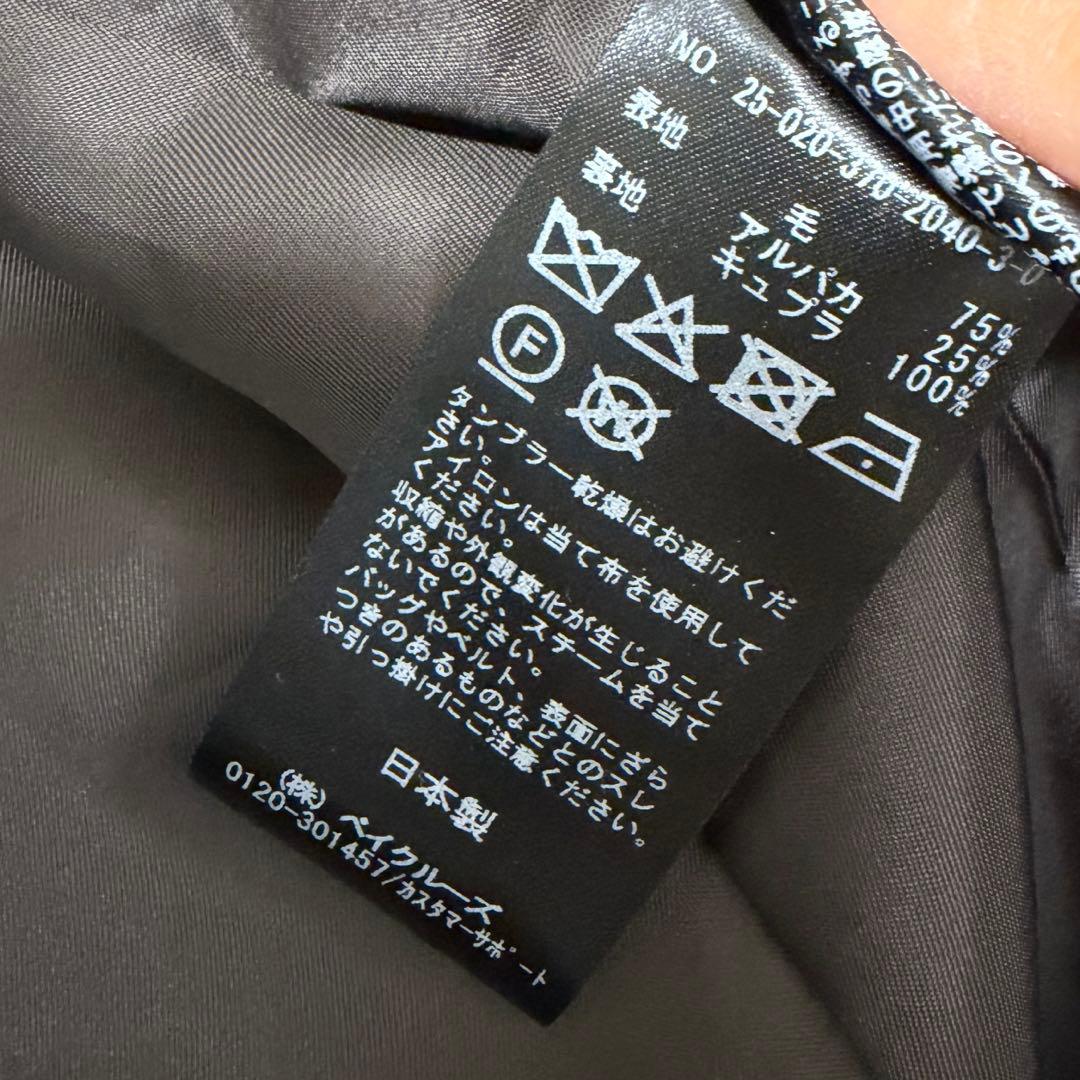 NO. 25-020-310-2040-3-0
表地 毛 75%
アルパカ 25%
裏地 キュプラ 100%
F
タンブラー乾燥はお避けくだ
さい。
アイロンは当て布を使用して
ください。
収縮や外観変化が生じること
があるので、スチームを当て
ないでください。
バッグやベルト、表面にざら
つきのあるものなどとのスレ
や引っ掛けにご注意ください。
日本製
(株)ベイクルーズ
0120-301457/カスタマーサポート